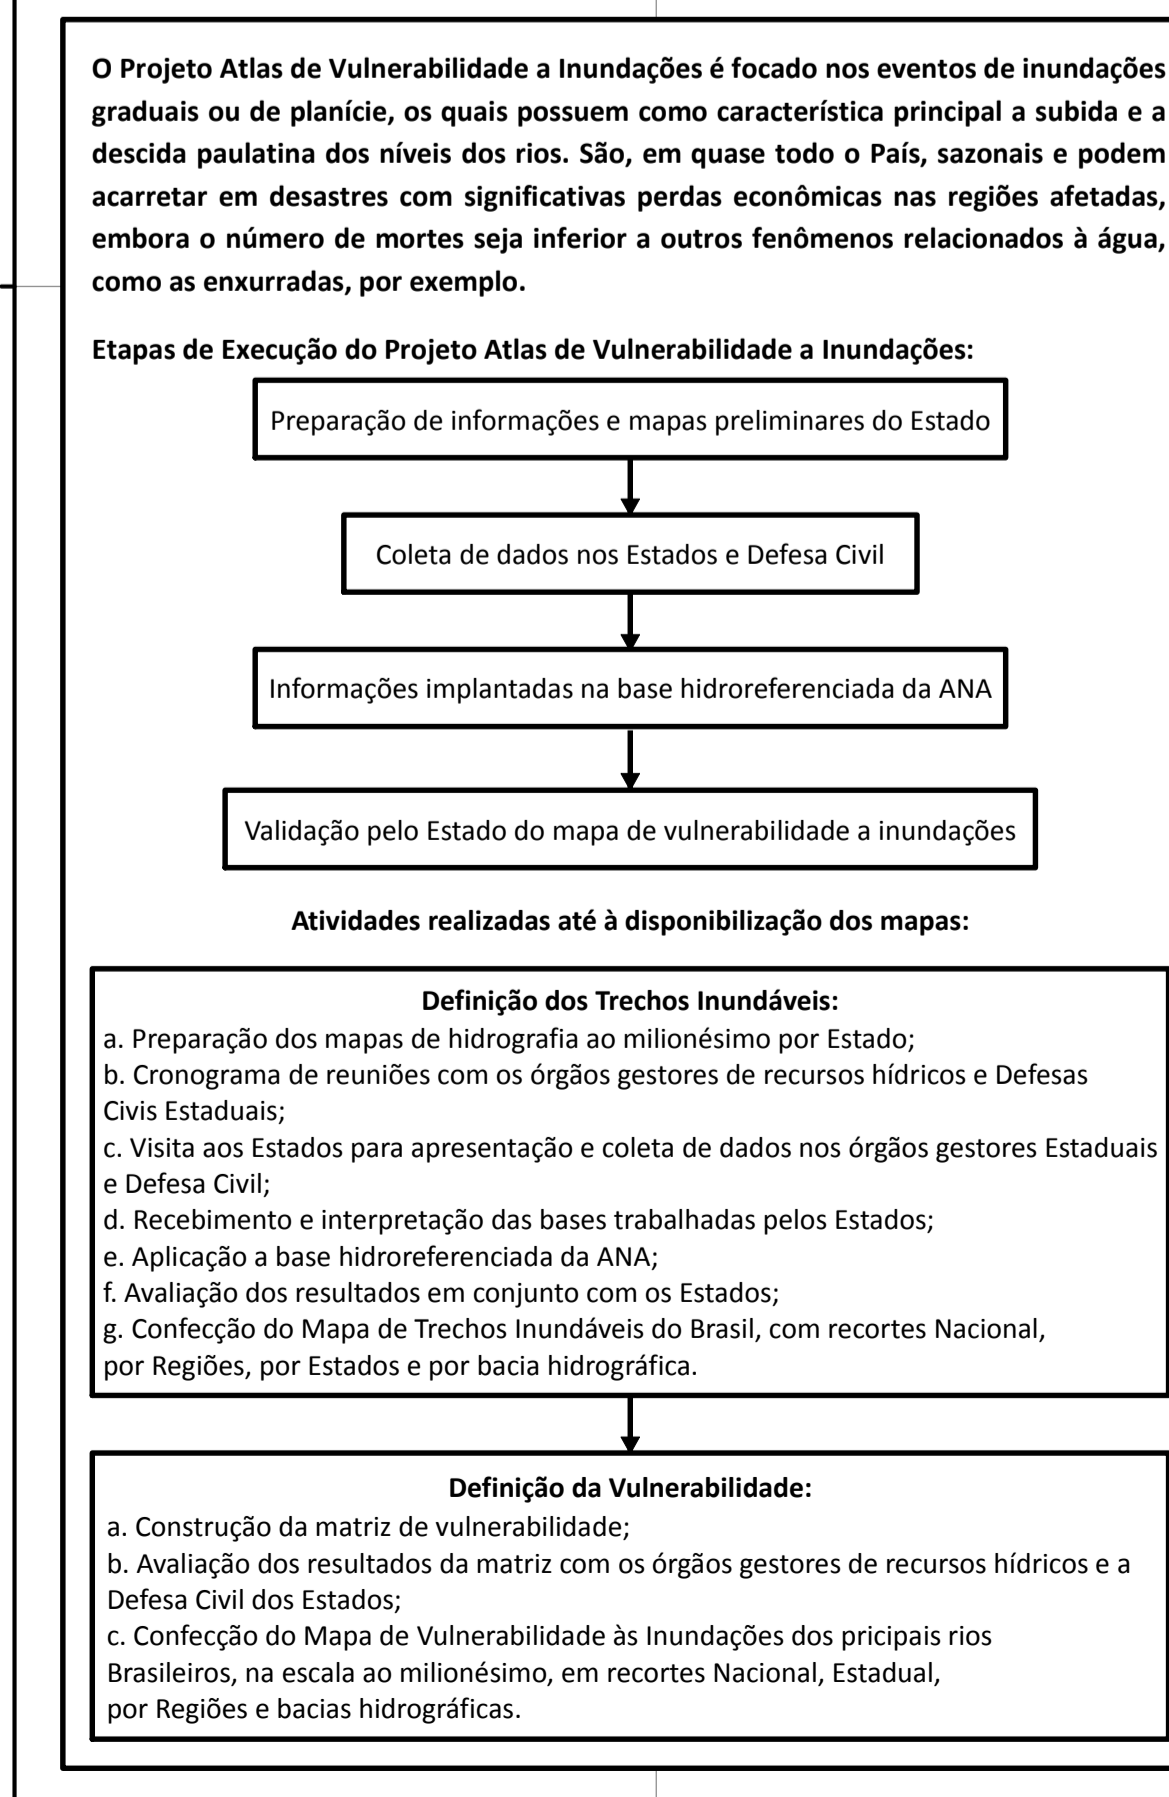 O Projeto Atlas de Vulnerabilidade a Inundações é focado nos eventos de inundações
graduais ou de planície, os quais possuem como característica principal a subida e a
descida paulatina dos níveis dos rios. São, em quase todo o País, sazonais e podem
acarretar em desastres com significativas perdas econômicas nas regiões afetadas,
embora o número de mortes seja inferior a outros fenômenos relacionados à água,
como as enxurradas, por exemplo.
Etapas de Execução do Projeto Atlas de Vulnerabilidade a Inundações:
Preparação de informações e mapas preliminares do Estado
Coleta de dados nos Estados e Defesa Civil
Informações implantadas na base hidroreferenciada da ANA
Validação pelo Estado do mapa de vulnerabilidade a inundações
Atividades realizadas até à disponibilização dos mapas:
Definição dos Trechos Inundáveis:
a. Preparação dos mapas de hidrografia ao milionésimo por Estado;
b. Cronograma de reuniões com os órgãos gestores de recursos hídricos e Defesas
Civis Estaduais;
c. Visita aos Estados para apresentação e coleta de dados nos órgãos gestores Estaduais
e Defesa Civil;
d. Recebimento e interpretação das bases trabalhadas pelos Estados;
e. Aplicação a base hidroreferenciada da ANA;
f. Avaliação dos resultados em conjunto com os Estados;
g. Confecção do Mapa de Trechos Inundáveis do Brasil, com recortes Nacional,
por Regiões, por Estados e por bacia hidrográfica.
Definição da Vulnerabilidade:
a. Construção da matriz de vulnerabilidade;
b. Avaliação dos resultados da matriz com os órgãos gestores de recursos hídricos e a
Defesa Civil dos Estados;
c. Confecção do Mapa de Vulnerabilidade às Inundações dos pricipais rios
Brasileiros, na escala ao milionésimo, em recortes Nacional, Estadual,
por Regiões e bacias hidrográficas.